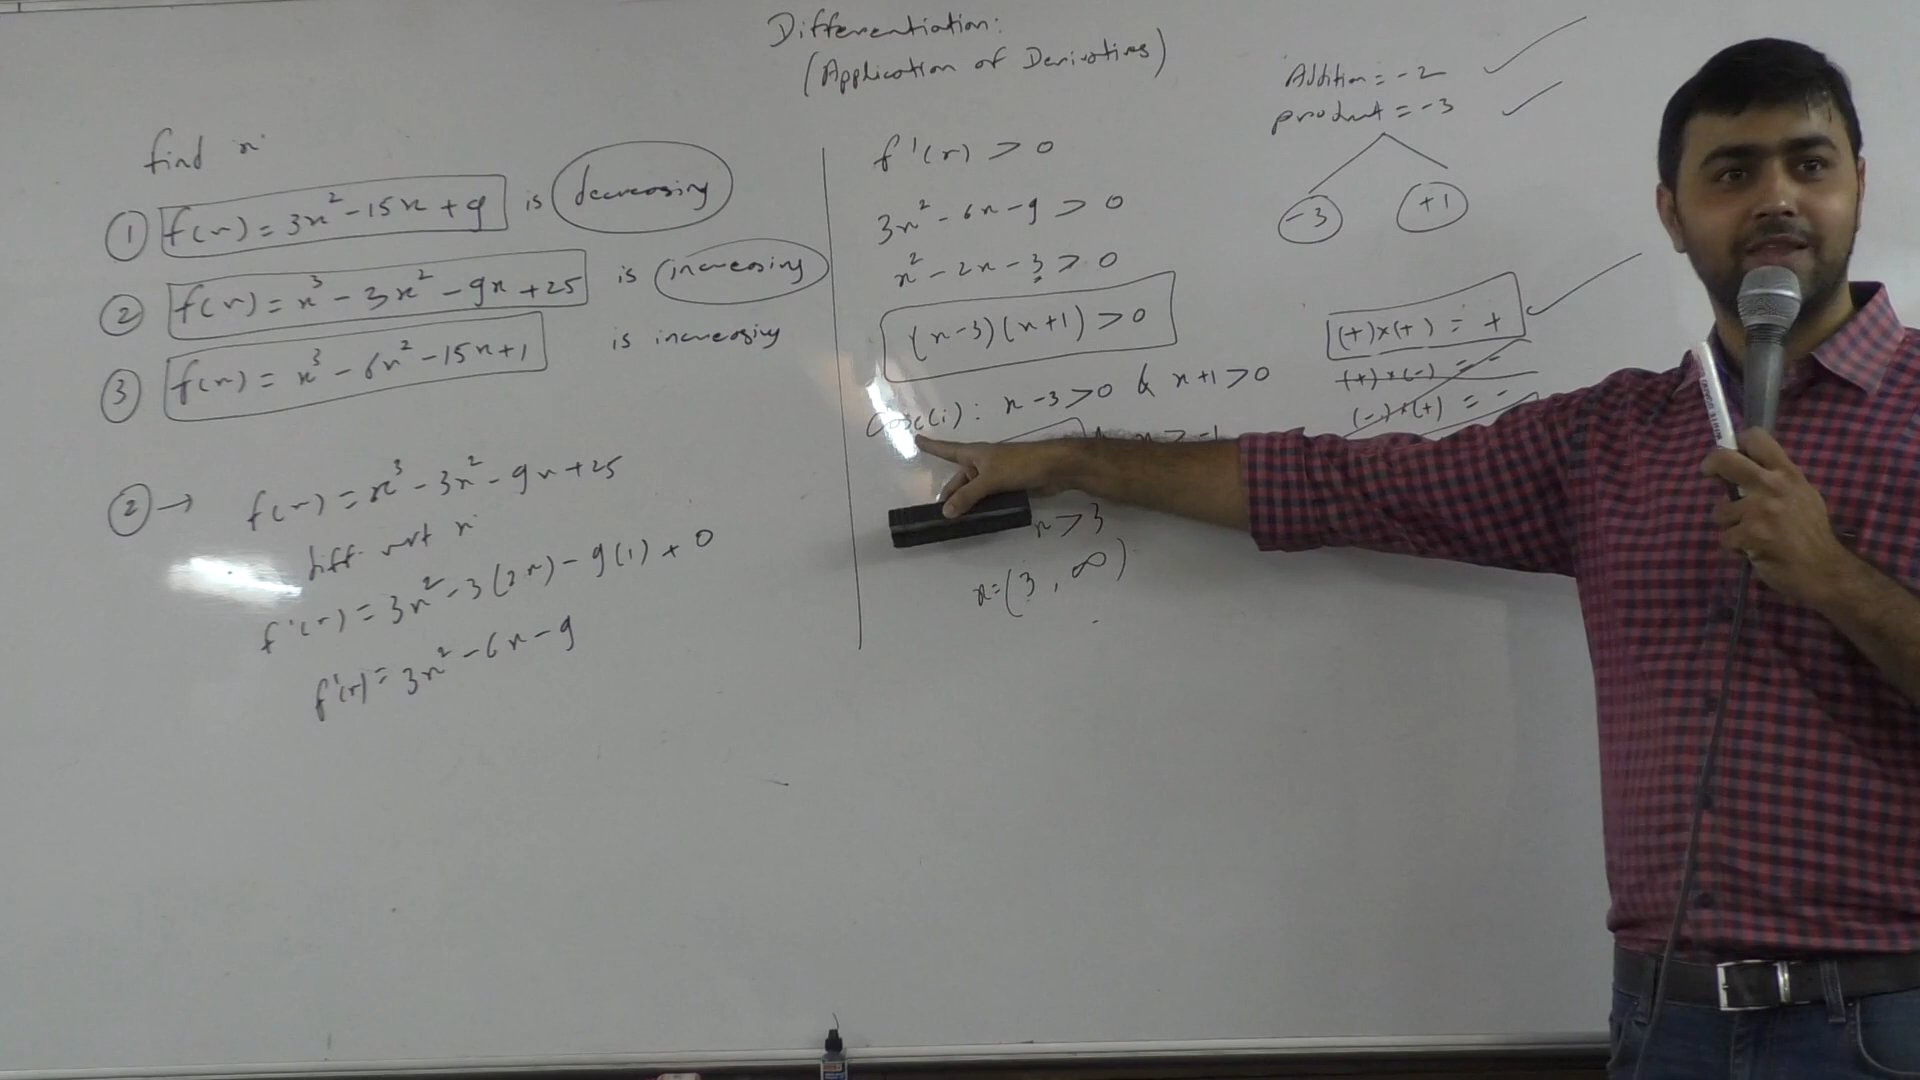 Differentiation:
(Application of Derivatives)
find x
① f(x) = 3x² - 15x + 9 is decreasing
② f(x) = x³ - 3x² - 9x + 25 is increasing
③ f(x) = x³ - 6x² - 15x + 1 is increasing
② → f(x) = x³ - 3x² - 9x + 25
diff. wrt x
f'(x) = 3x² - 3(2x) - 9(1) + 0
f'(x) = 3x² - 6x - 9
f'(x) > 0
3x² - 6x - 9 > 0
x² - 2x - 3 > 0
(x-3)(x+1) > 0
Case(i): x-3>0 & x+1>0
x > -1
x > 3
x = (3, ∞)
Addition = -2
product = -3
-3 +1
(+)×(+) = +
(+)×(-) = -
(-)×(+) = -